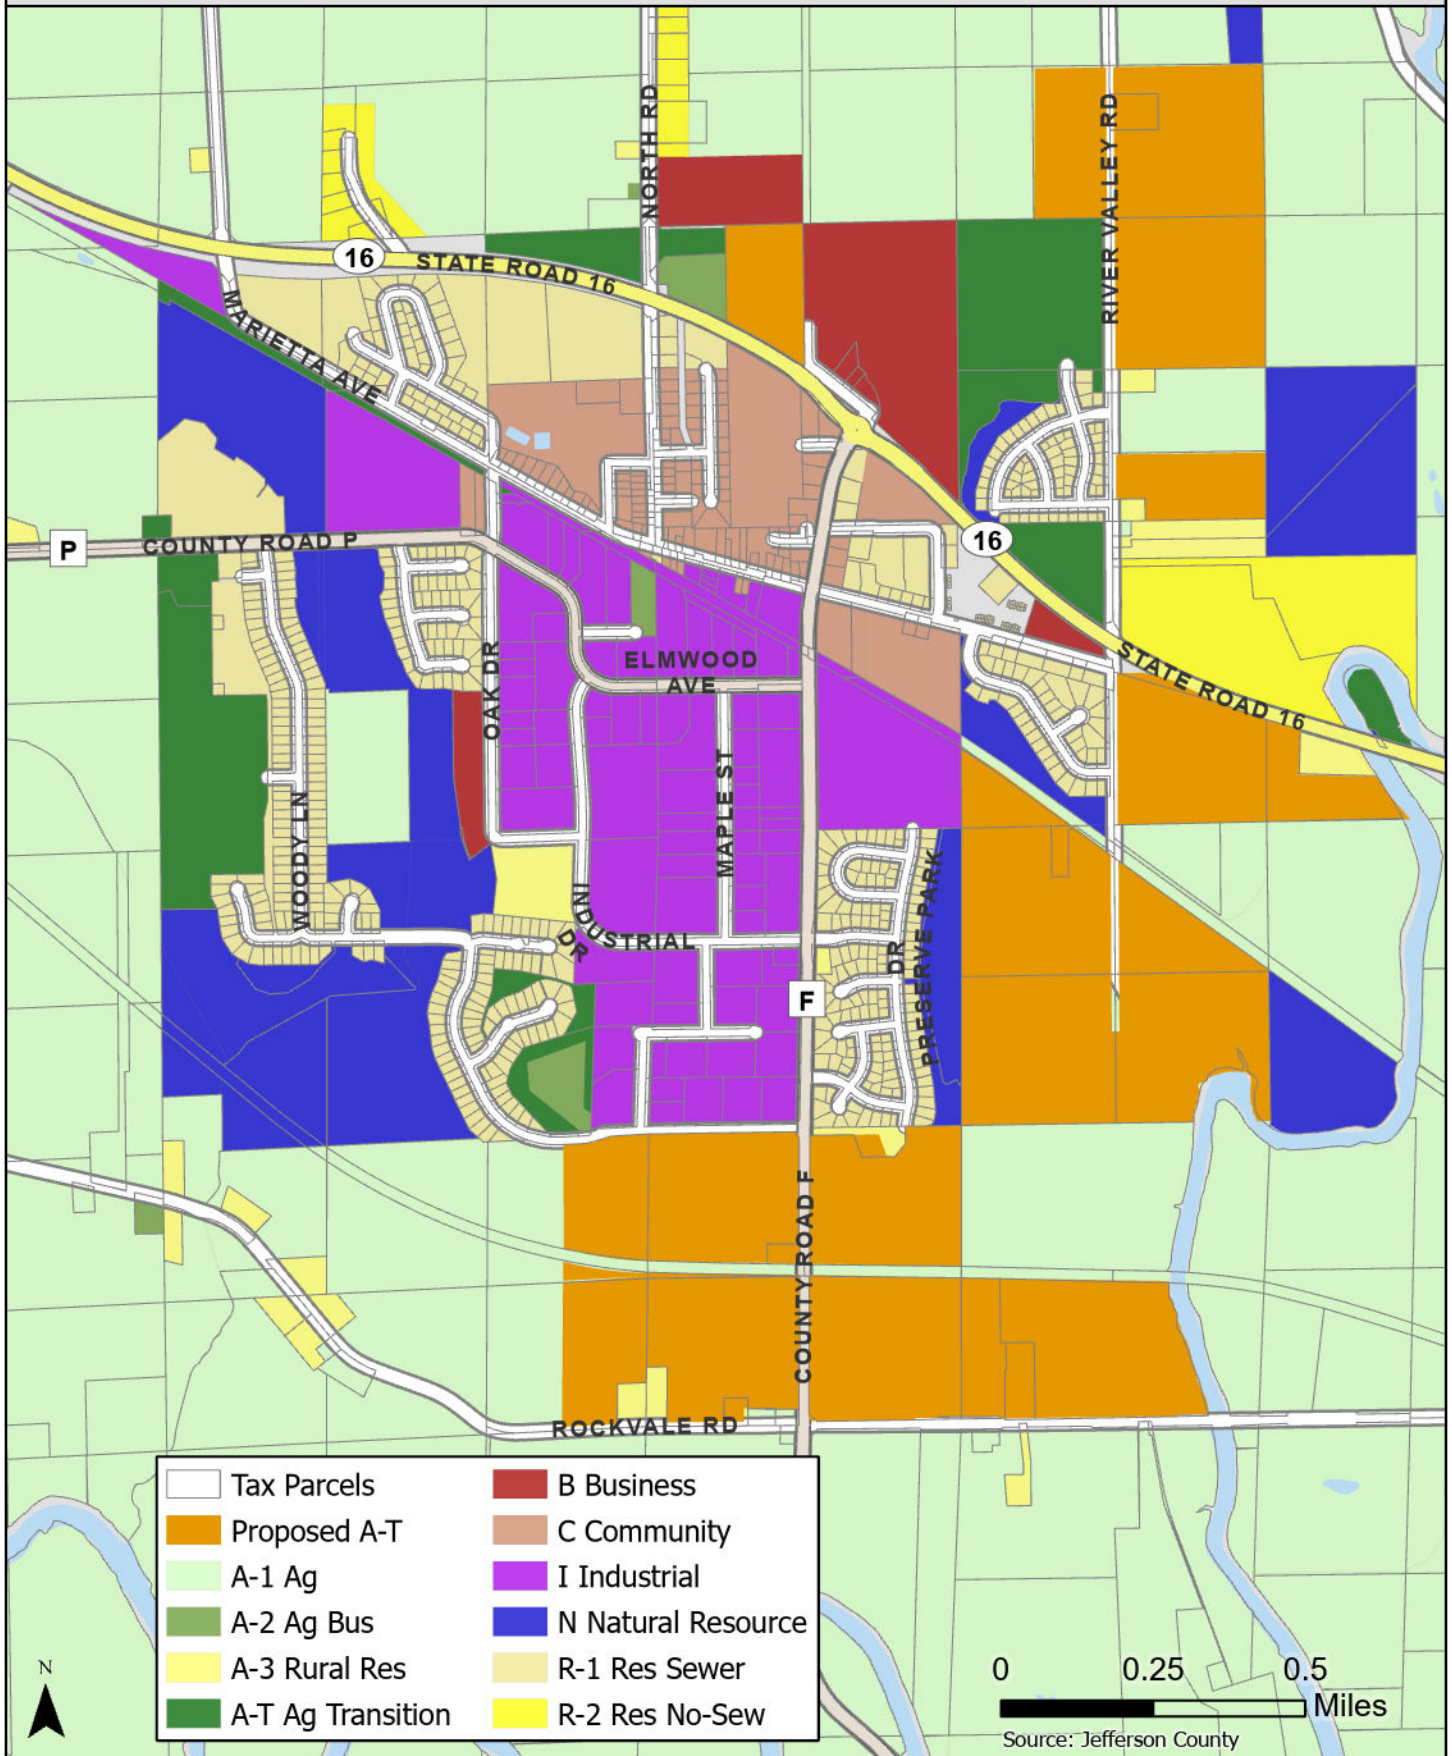 NORTH RD
RIVER VALLEY RD
16
STATE ROAD 16
MARIETTA AVE
P
COUNTY ROAD P
16
STATE ROAD 16
OAK DR
ELMWOOD
AVE
MAPLE ST
WOODY LN
INDUSTRIAL
DR
PRESERVE PARK
DR
F
COUNTY ROAD F
ROCKVALE RD
Tax Parcels
Proposed A-T
A-1 Ag
A-2 Ag Bus
A-3 Rural Res
A-T Ag Transition
B Business
C Community
I Industrial
N Natural Resource
R-1 Res Sewer
R-2 Res No-Sew
N
0 0.25 0.5
Miles
Source: Jefferson County